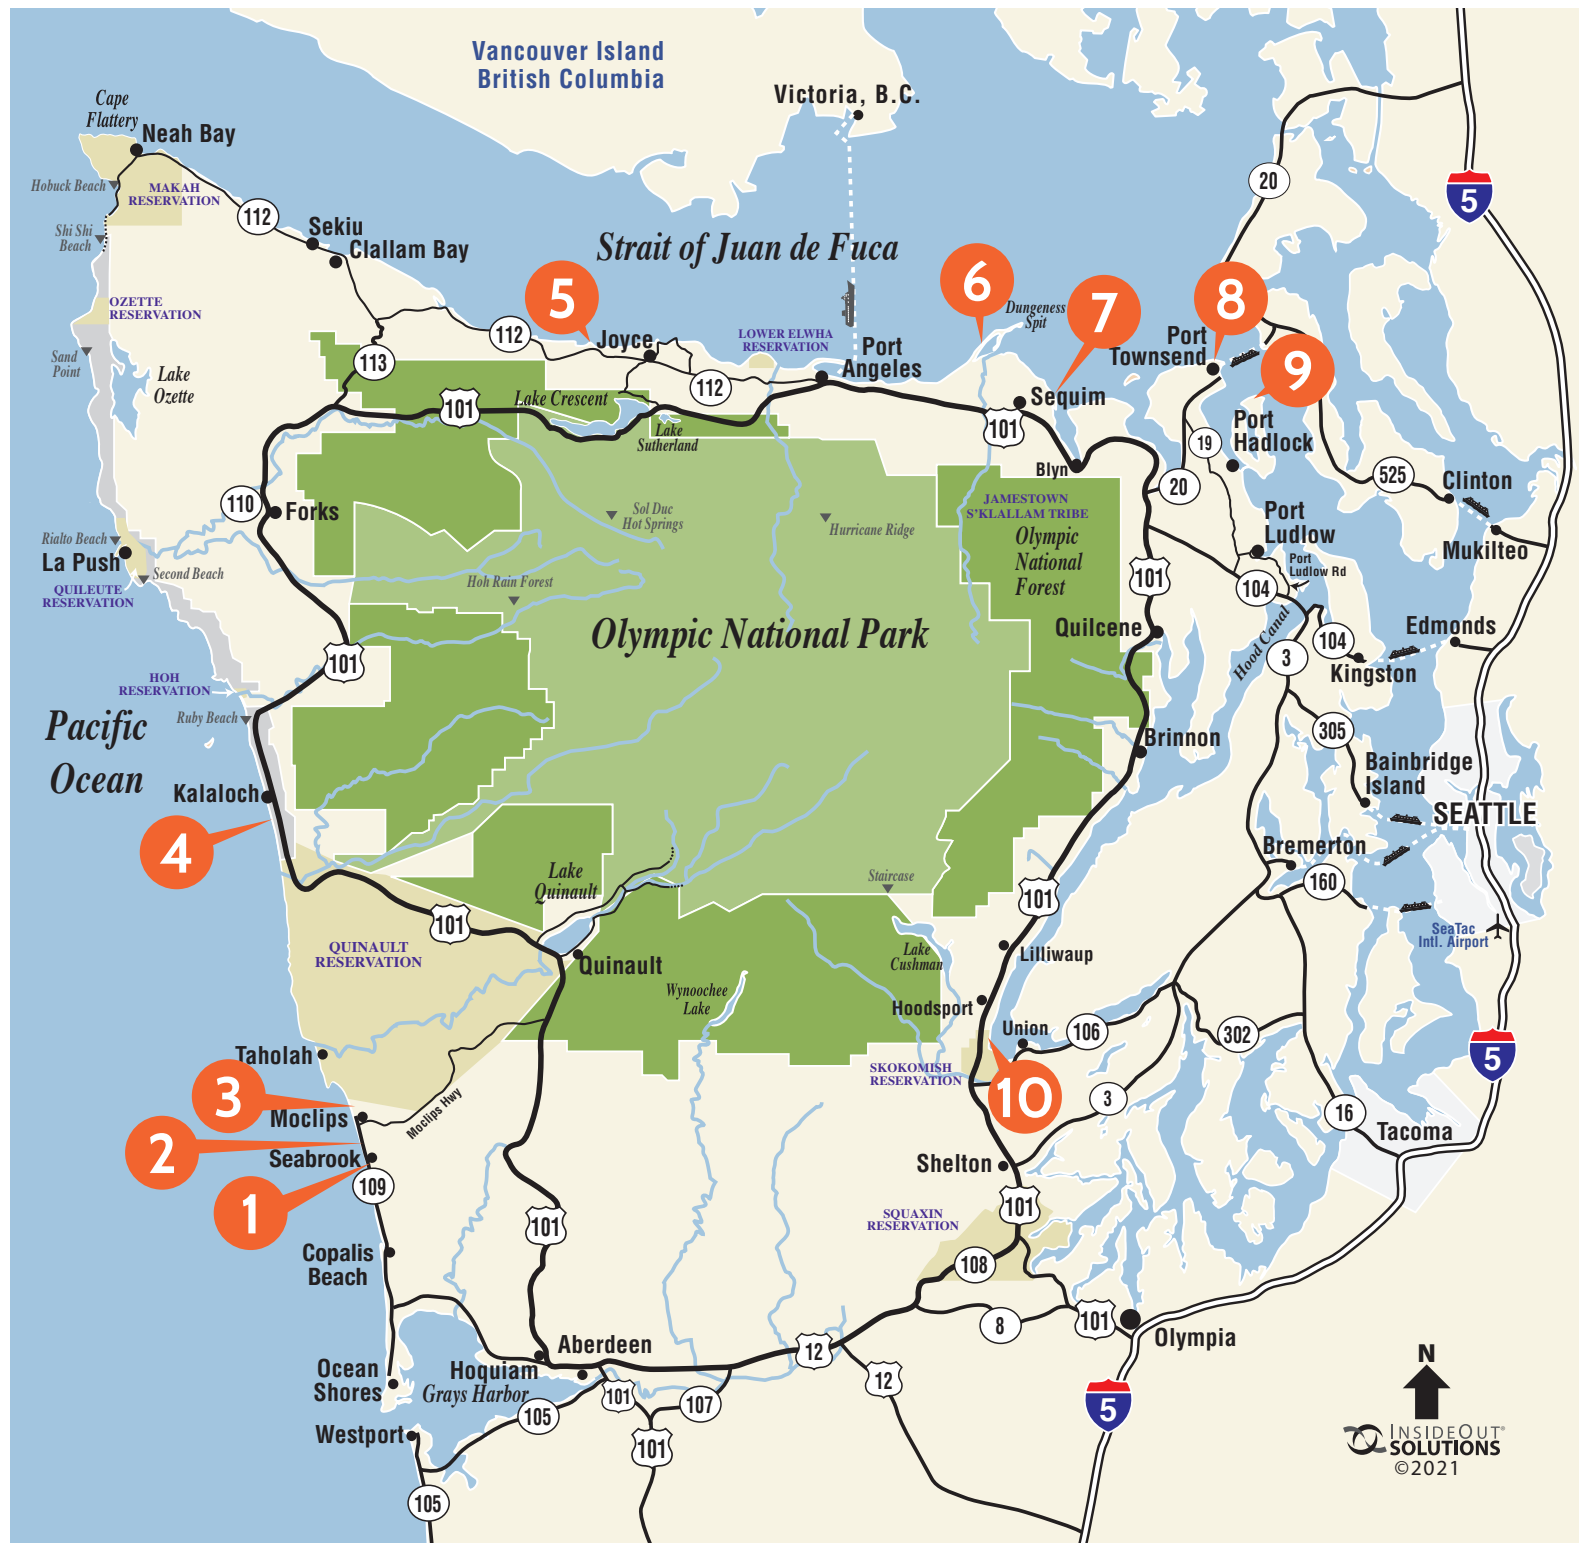 Vancouver Island
British Columbia
Victoria, B.C.
Cape
Flattery
Neah Bay
Hobuck Beach
MAKAH
RESERVATION
112
20
5
Shi Shi
Beach
Sekiu
Clallam Bay
Strait of Juan de Fuca
5
6
7
8
OZETTE
RESERVATION
Dungeness
Spit
112
Joyce
LOWER ELWHA
RESERVATION
Port
Angeles
Port
Townsend
9
Sand
Point
113
Lake
Ozette
112
101
Lake Crescent
Lake
Sutherland
Sequim
101
Port
Hadlock
19
Blyn
20
525
Clinton
110
Forks
Sol Duc
Hot Springs
Hurricane Ridge
JAMESTOWN
S'KLALLAM TRIBE
Olympic
National
Forest
Port
Ludlow
Mukilteo
Rialto Beach
La Push
Second Beach
QUILEUTE
RESERVATION
Hoh Rain Forest
101
Port
Ludlow Rd
104
Olympic National Park
Quilcene
Hood Canal
104
Edmonds
3
Kingston
101
HOH
RESERVATION
Ruby Beach
Pacific
Ocean
Brinnon
305
Bainbridge
Island
Kalaloch
SEATTLE
4
Bremerton
160
Lake
Quinault
Staircase
101
101
SeaTac
Intl. Airport
QUINAULT
RESERVATION
Quinault
Lake
Cushman
Lilliwaup
Wynoochee
Lake
Hoodsport
Union
106
302
Taholah
5
SKOKOMISH
RESERVATION
3
10
3
Moclips
Moclips Hwy
16
Tacoma
2
Seabrook
109
1
Shelton
101
SQUAXIN
RESERVATION
101
Copalis
Beach
108
8
101
Olympia
Aberdeen
12
Hoquiam
Grays Harbor
Ocean
Shores
12
101
107
105
5
N
Westport
101
105
INSIDEOUT®
SOLUTIONS
©2021